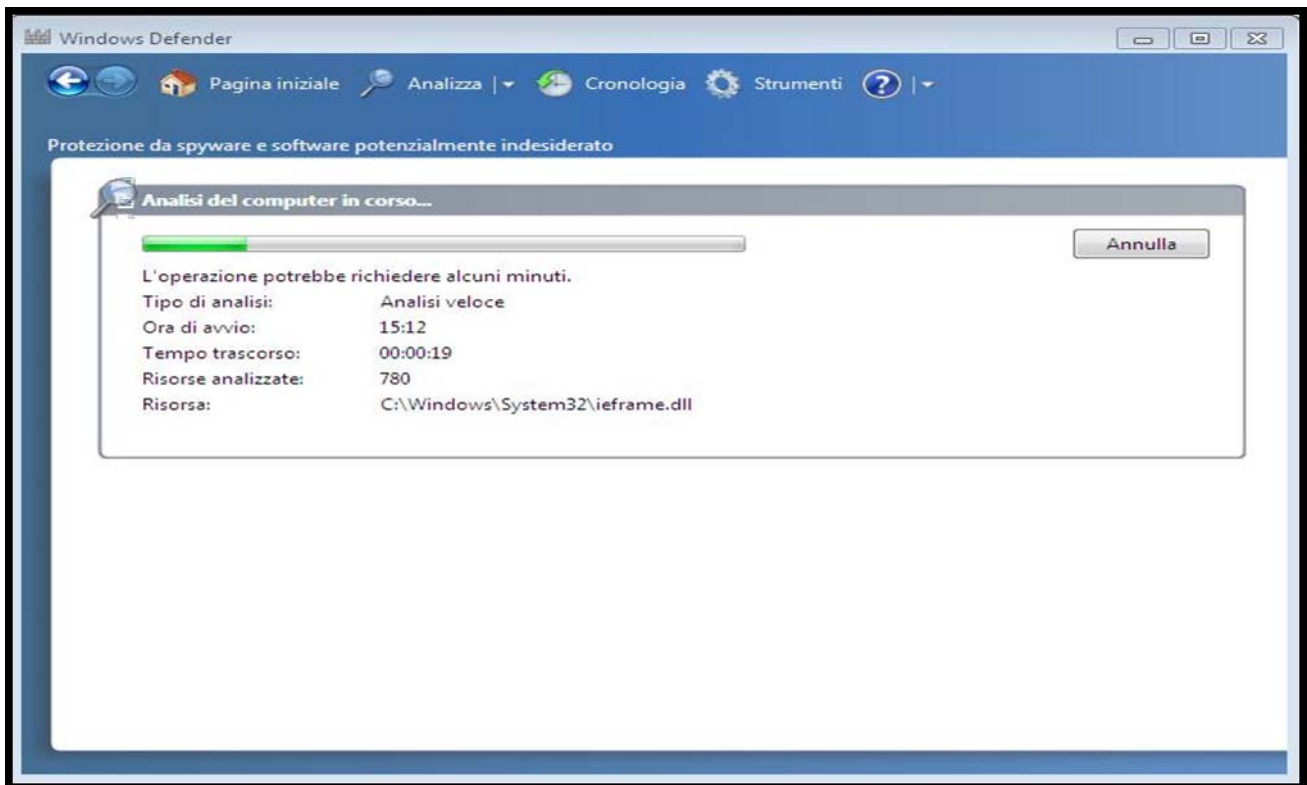 Windows Defender
Pagina iniziale Analizza Cronologia Strumenti ?
Protezione da spyware e software potenzialmente indesiderato
Analisi del computer in corso...
Annulla
L'operazione potrebbe richiedere alcuni minuti.
Tipo di analisi: Analisi veloce
Ora di avvio: 15:12
Tempo trascorso: 00:00:19
Risorse analizzate: 780
Risorsa: C:\Windows\System32\ieframe.dll